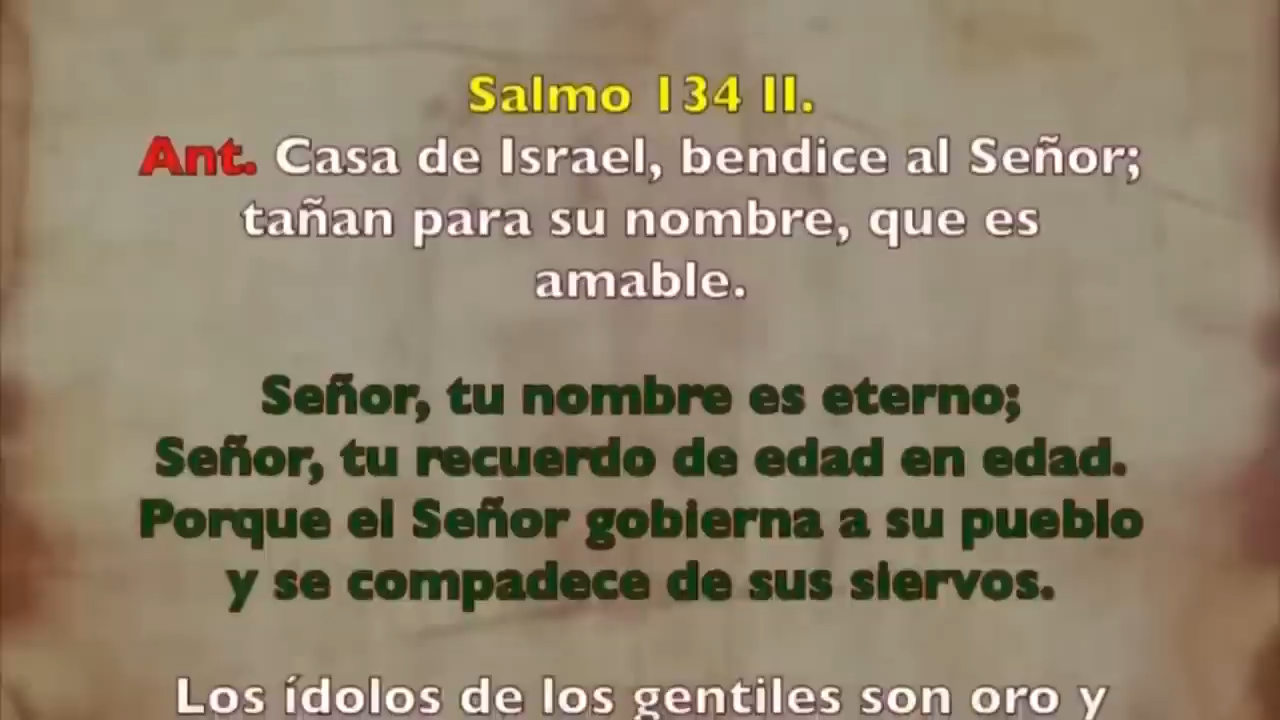 Salmo 134 II.
Ant. Casa de Israel, bendice al Señor;
tañan para su nombre, que es
amable.
Señor, tu nombre es eterno;
Señor, tu recuerdo de edad en edad.
Porque el Señor gobierna a su pueblo
y se compadece de sus siervos.
Los ídolos de los gentiles son oro y